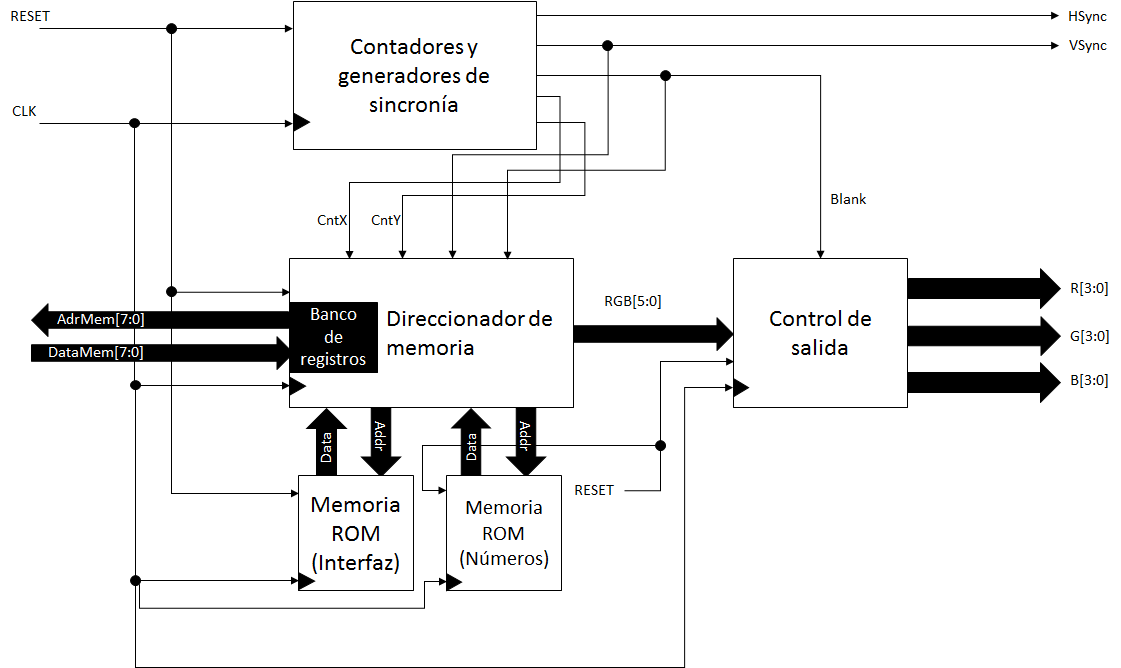 RESET
HSync
Contadores y
generadores de
sincronía
VSync
CLK
CntX
CntY
Blank
AdrMem[7:0]
DataMem[7:0]
Banco
de
registros
Direccionador de
memoria
RGB[5:0]
Control de
salida
R[3:0]
G[3:0]
B[3:0]
Data
Addr
Data
Addr
RESET
Memoria
ROM
(Interfaz)
Memoria
ROM
(Números)